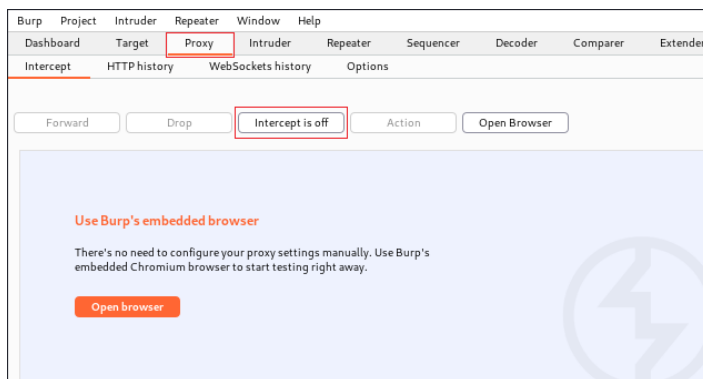 Burp Project Intruder Repeater Window Help
Dashboard Target Proxy Intruder Repeater Sequencer Decoder Comparer Extender
Intercept HTTP history WebSockets history Options
Forward Drop Intercept is off Action Open Browser
Use Burp's embedded browser
There's no need to configure your proxy settings manually. Use Burp's
embedded Chromium browser to start testing right away.
Open browser